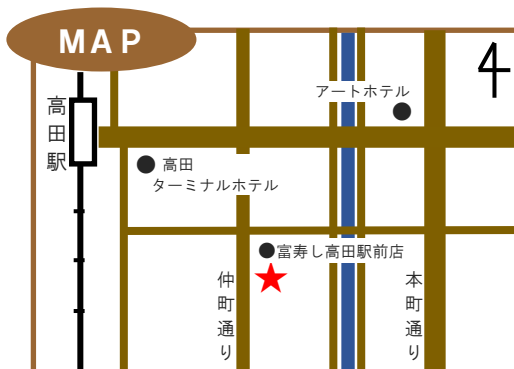 MAP
アートホテル
高田駅
高田
ターミナルホテル
富寿し高田駅前店
仲町通り
本町通り